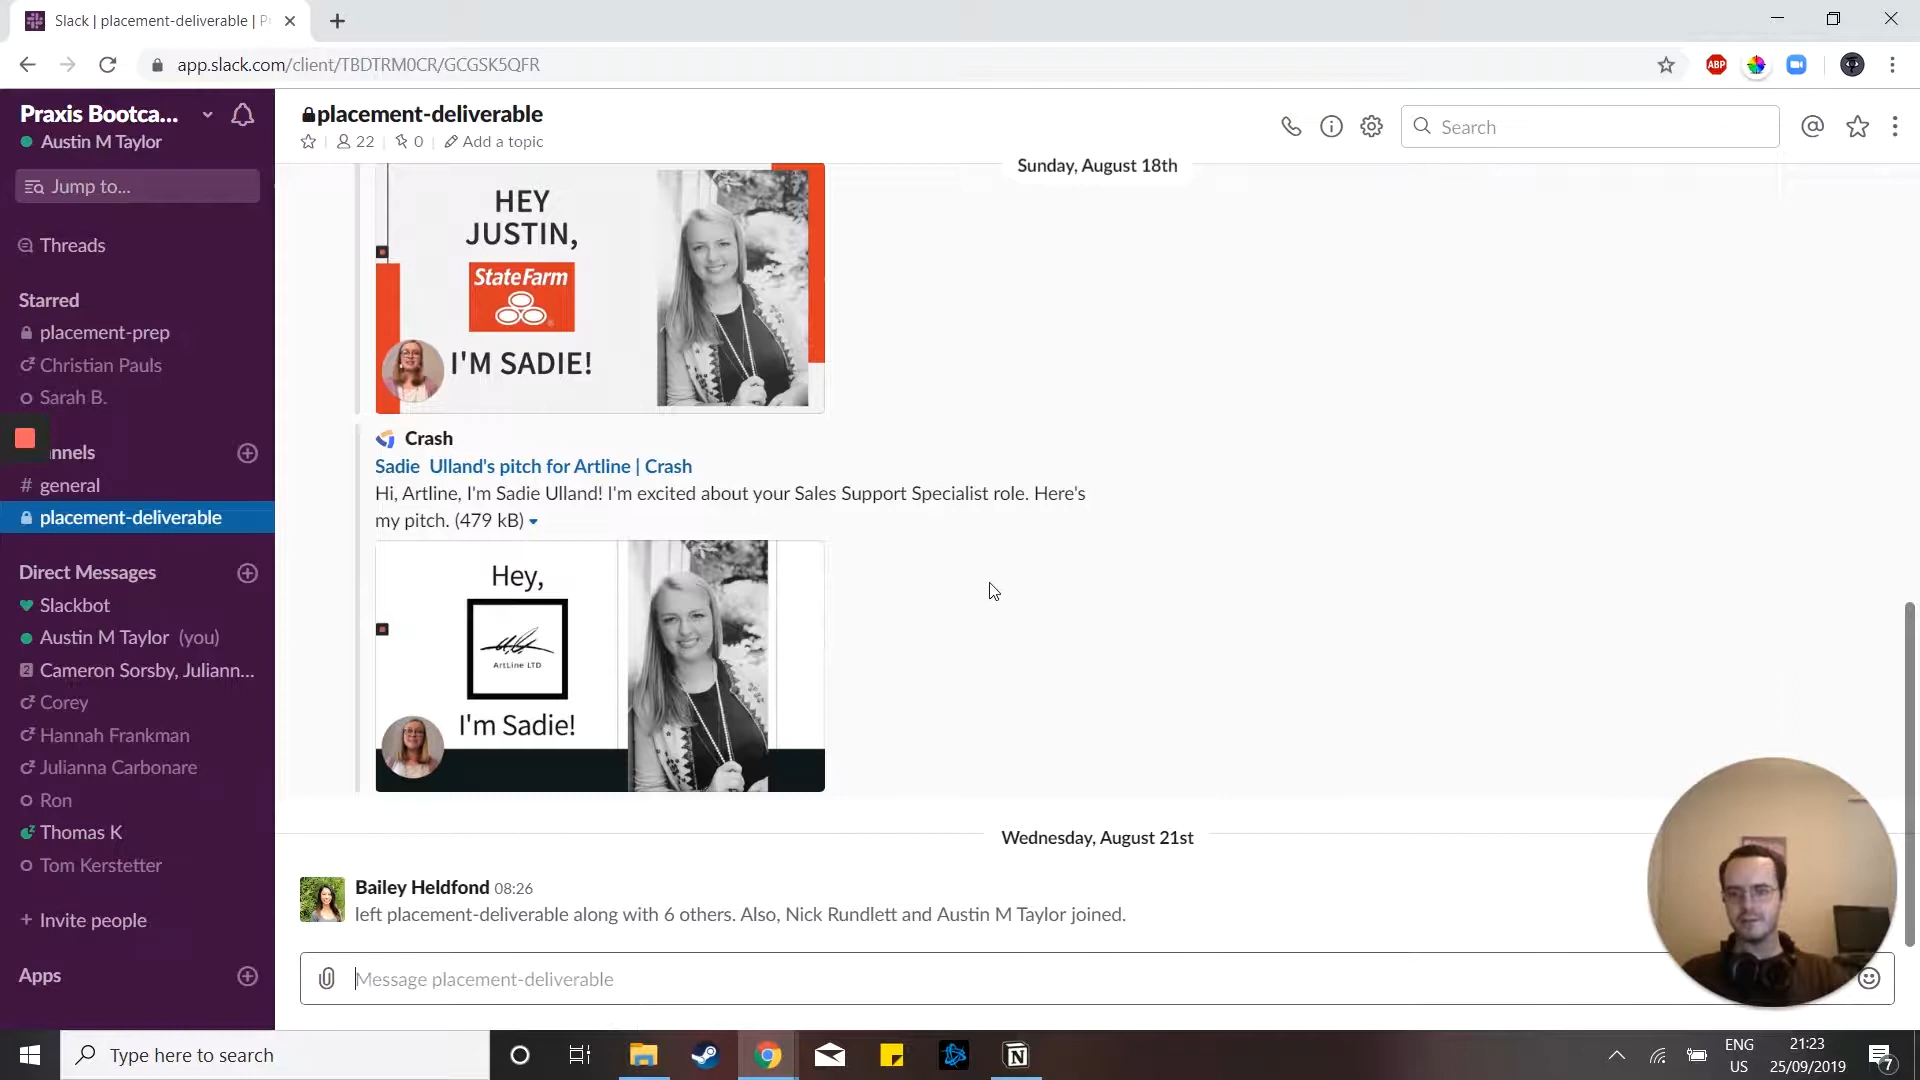 Slack | placement-deliverable | P
app.slack.com/client/TBDTRM0CR/GCGSK5QFR
ABP
Praxis Bootca...
Austin M Taylor
Jump to...
Threads
Starred
placement-prep
Christian Pauls
Sarah B.
nnels
# general
placement-deliverable
Direct Messages
Slackbot
Austin M Taylor (you)
2 Cameron Sorsby, Juliann...
Corey
Hannah Frankman
Julianna Carbonare
Ron
Thomas K
Tom Kerstetter
+ Invite people
Apps
placement-deliverable
22 | 0 | Add a topic
Search
Sunday, August 18th
HEY
JUSTIN,
StateFarm
I'M SADIE!
Crash
Sadie Ulland's pitch for Artline | Crash
Hi, Artline, I'm Sadie Ulland! I'm excited about your Sales Support Specialist role. Here's
my pitch. (479 kB)
Hey,
ArtLine LTD
I'm Sadie!
Wednesday, August 21st
Bailey Heldfond 08:26
left placement-deliverable along with 6 others. Also, Nick Rundlett and Austin M Taylor joined.
Message placement-deliverable
Type here to search
ENG
US
21:23
25/09/2019
7